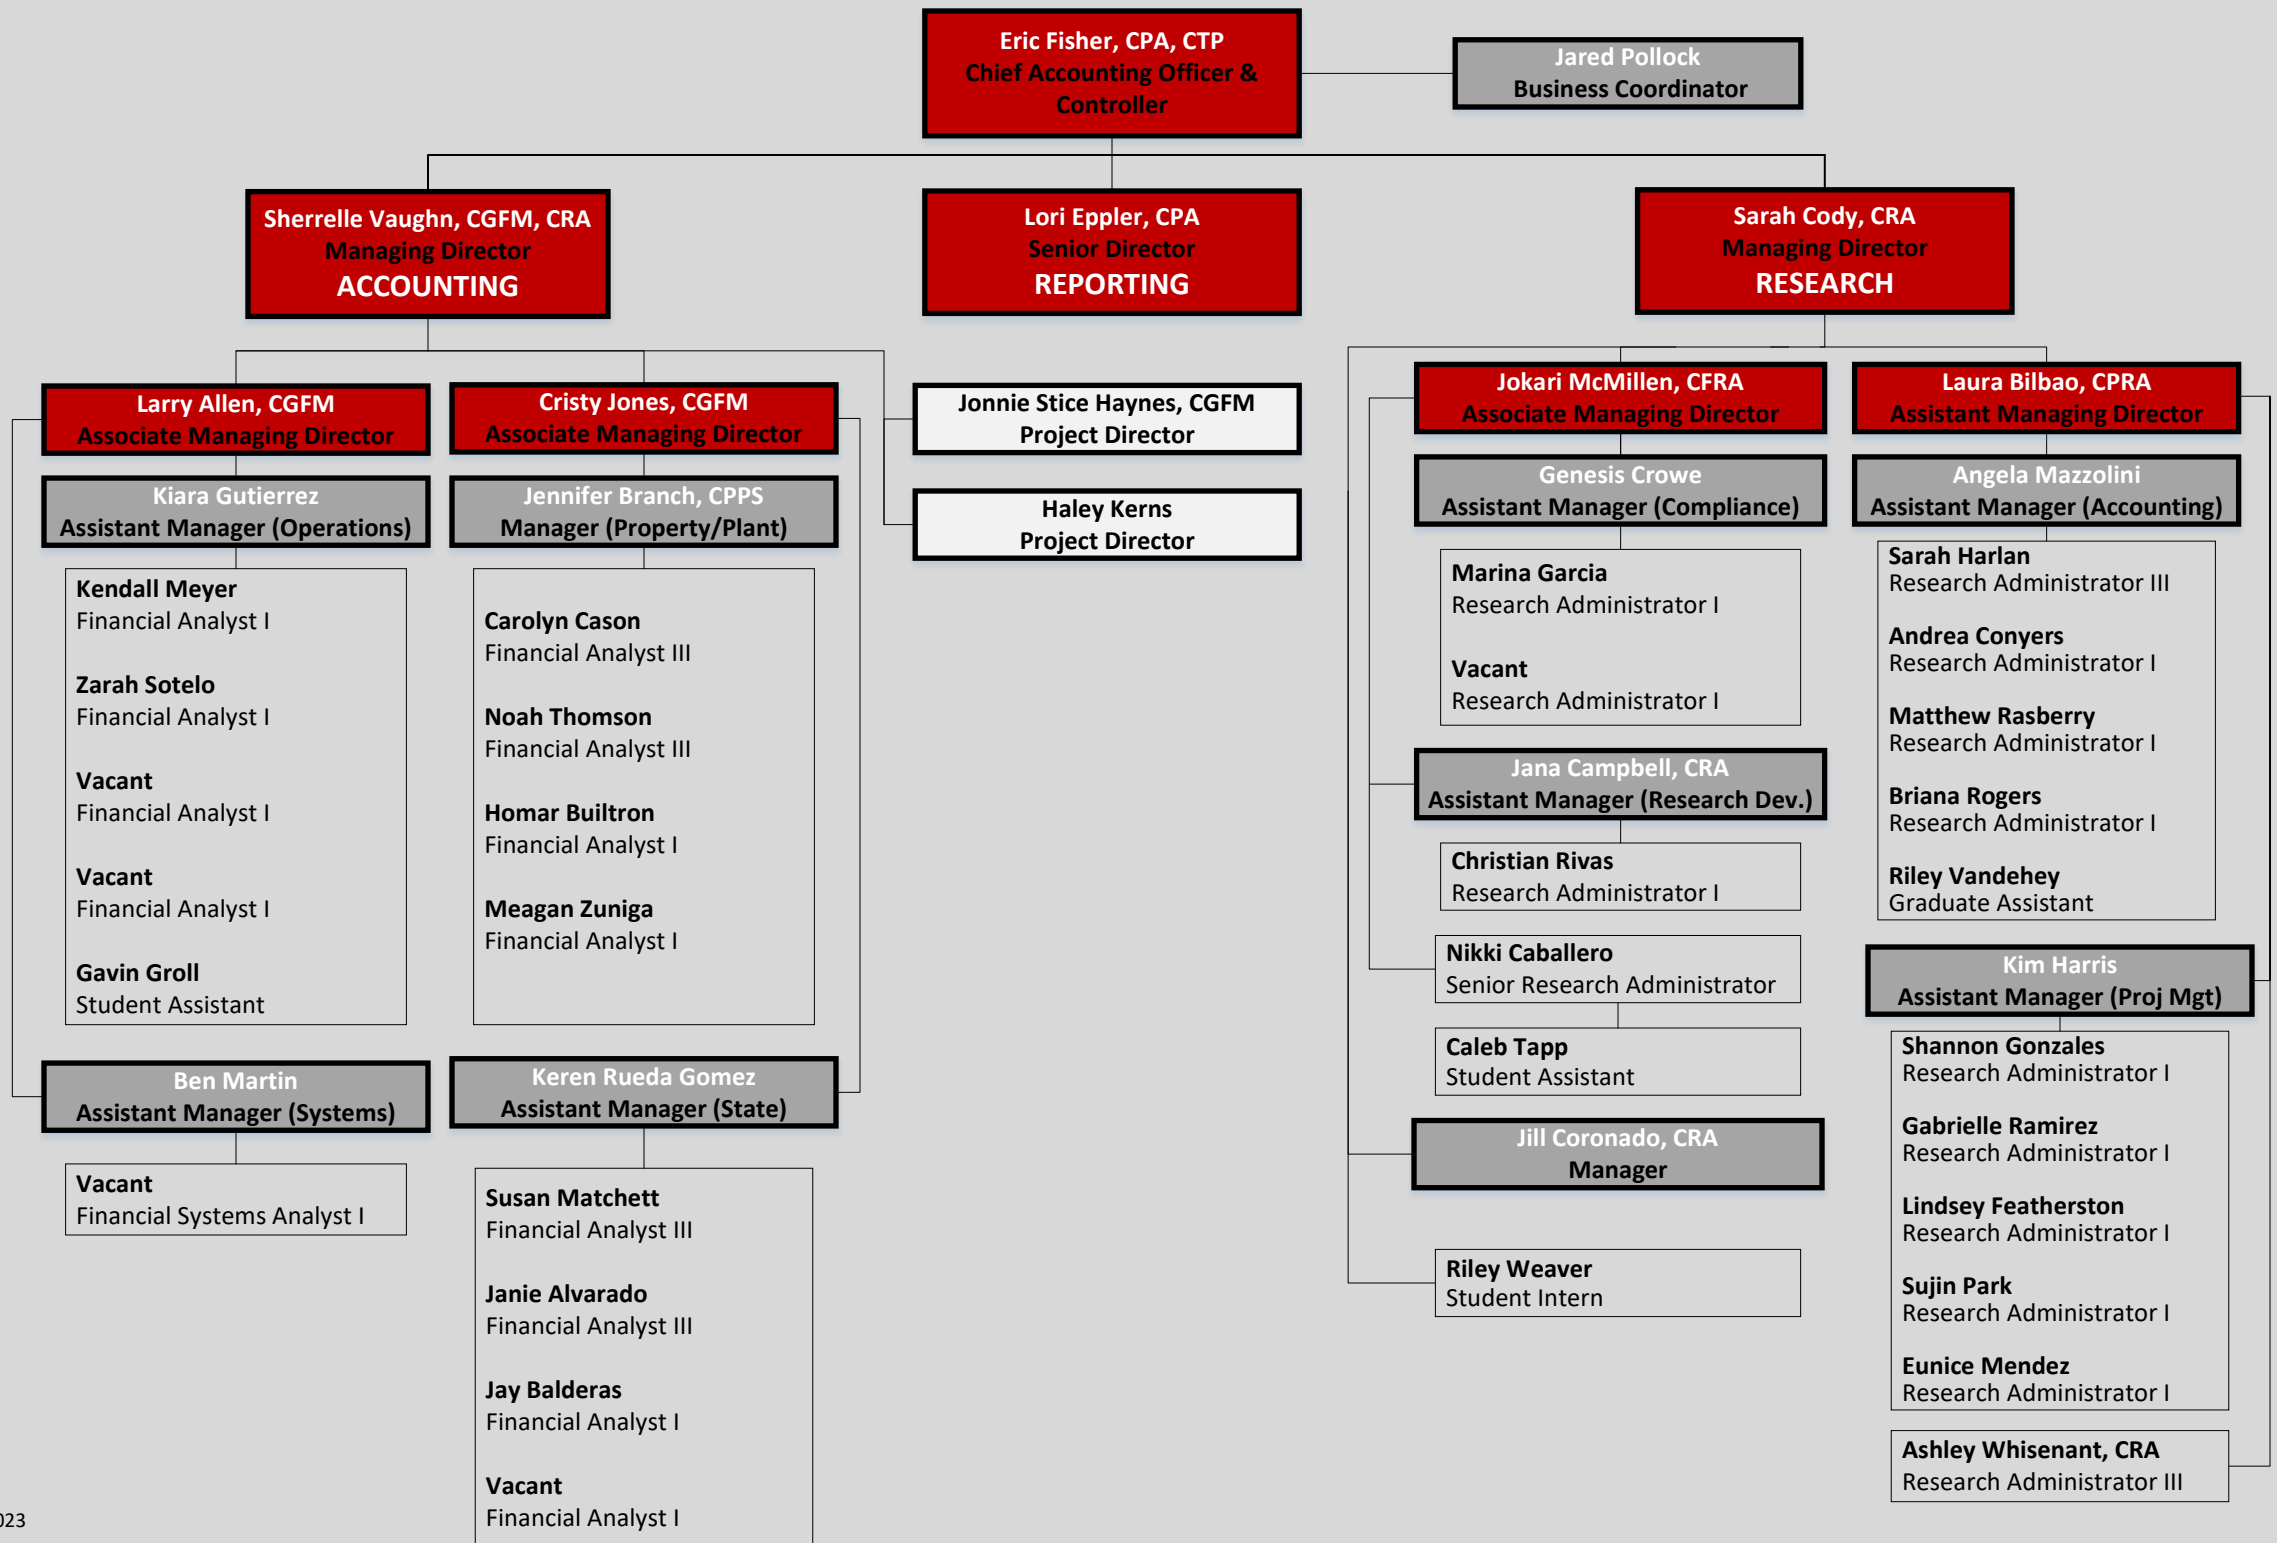 Eric Fisher, CPA, CTP
Chief Accounting Officer &
Controller
Jared Pollock
Business Coordinator
Sherrelle Vaughn, CGFM, CRA
Managing Director
ACCOUNTING
Lori Eppler, CPA
Senior Director
REPORTING
Sarah Cody, CRA
Managing Director
RESEARCH
Larry Allen, CGFM
Associate Managing Director
Kiara Gutierrez
Assistant Manager (Operations)
Kendall Meyer
Financial Analyst I
Zarah Sotelo
Financial Analyst I
Vacant
Financial Analyst I
Vacant
Financial Analyst I
Gavin Groll
Student Assistant
Ben Martin
Assistant Manager (Systems)
Vacant
Financial Systems Analyst I
Cristy Jones, CGFM
Associate Managing Director
Jennifer Branch, CPPS
Manager (Property/Plant)
Carolyn Cason
Financial Analyst III
Noah Thomson
Financial Analyst III
Homar Builtron
Financial Analyst I
Meagan Zuniga
Financial Analyst I
Keren Rueda Gomez
Assistant Manager (State)
Susan Matchett
Financial Analyst III
Janie Alvarado
Financial Analyst III
Jay Balderas
Financial Analyst I
Vacant
Financial Analyst I
Jonnie Stice Haynes, CGFM
Project Director
Haley Kerns
Project Director
Jokari McMillen, CFRA
Associate Managing Director
Genesis Crowe
Assistant Manager (Compliance)
Marina Garcia
Research Administrator I
Vacant
Research Administrator I
Jana Campbell, CRA
Assistant Manager (Research Dev.)
Christian Rivas
Research Administrator I
Nikki Caballero
Senior Research Administrator
Caleb Tapp
Student Assistant
Jill Coronado, CRA
Manager
Riley Weaver
Student Intern
Laura Bilbao, CPRA
Assistant Managing Director
Angela Mazzolini
Assistant Manager (Accounting)
Sarah Harlan
Research Administrator III
Andrea Conyers
Research Administrator I
Matthew Rasberry
Research Administrator I
Briana Rogers
Research Administrator I
Riley Vandehey
Graduate Assistant
Kim Harris
Assistant Manager (Proj Mgt)
Shannon Gonzales
Research Administrator I
Gabrielle Ramirez
Research Administrator I
Lindsey Featherston
Research Administrator I
Sujin Park
Research Administrator I
Eunice Mendez
Research Administrator I
Ashley Whisenant, CRA
Research Administrator III